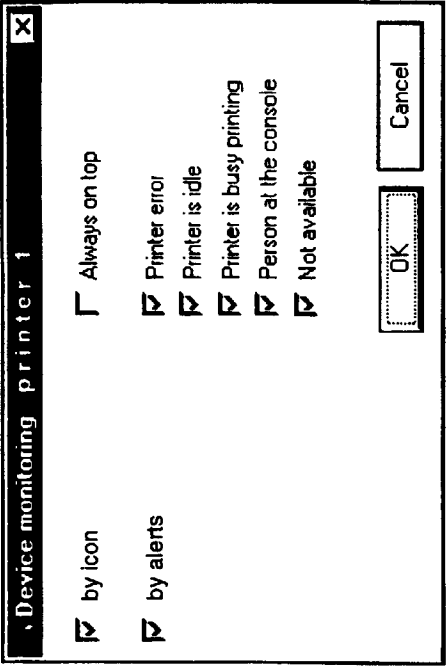 Device monitoring printer 1
by icon
Always on top
by alerts
Printer error
Printer is idle
Printer is busy printing
Person at the console
Not available
OK
Cancel